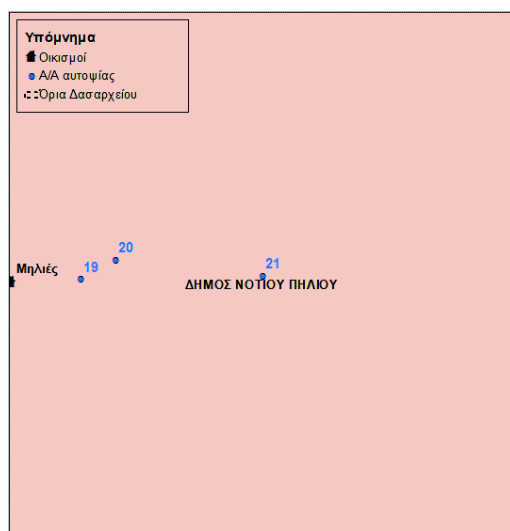 Υπόμνημα
Οικισμοί
Α/Α αυτοψίας
Όρια Δασαρχείου
20
Μηλιές
19
21
ΔΗΜΟΣ ΝΟΤΙΟΥ ΠΗΛΙΟΥ